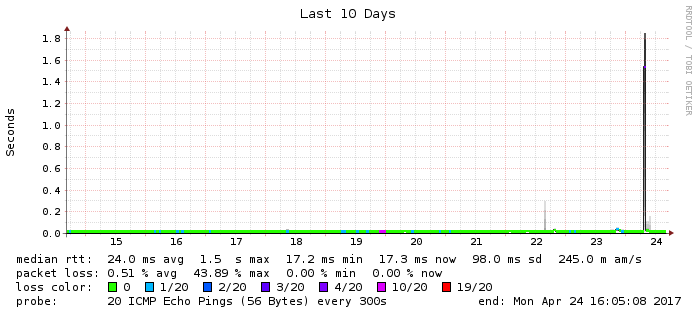 Last 10 Days
RRDTOOL / TOBI OETIKER
Seconds
1.8
1.6
1.4
1.2
1.0
0.8
0.6
0.4
0.2
0.0
15 16 17 18 19 20 21 22 23 24
median rtt: 24.0 ms avg 1.5 s max 17.2 ms min 17.3 ms now 98.0 ms sd 245.0 m am/s
packet loss: 0.51 % avg 43.89 % max 0.00 % min 0.00 % now
loss color: 0 1/20 2/20 3/20 4/20 10/20 19/20
probe: 20 ICMP Echo Pings (56 Bytes) every 300s end: Mon Apr 24 16:05:08 2017